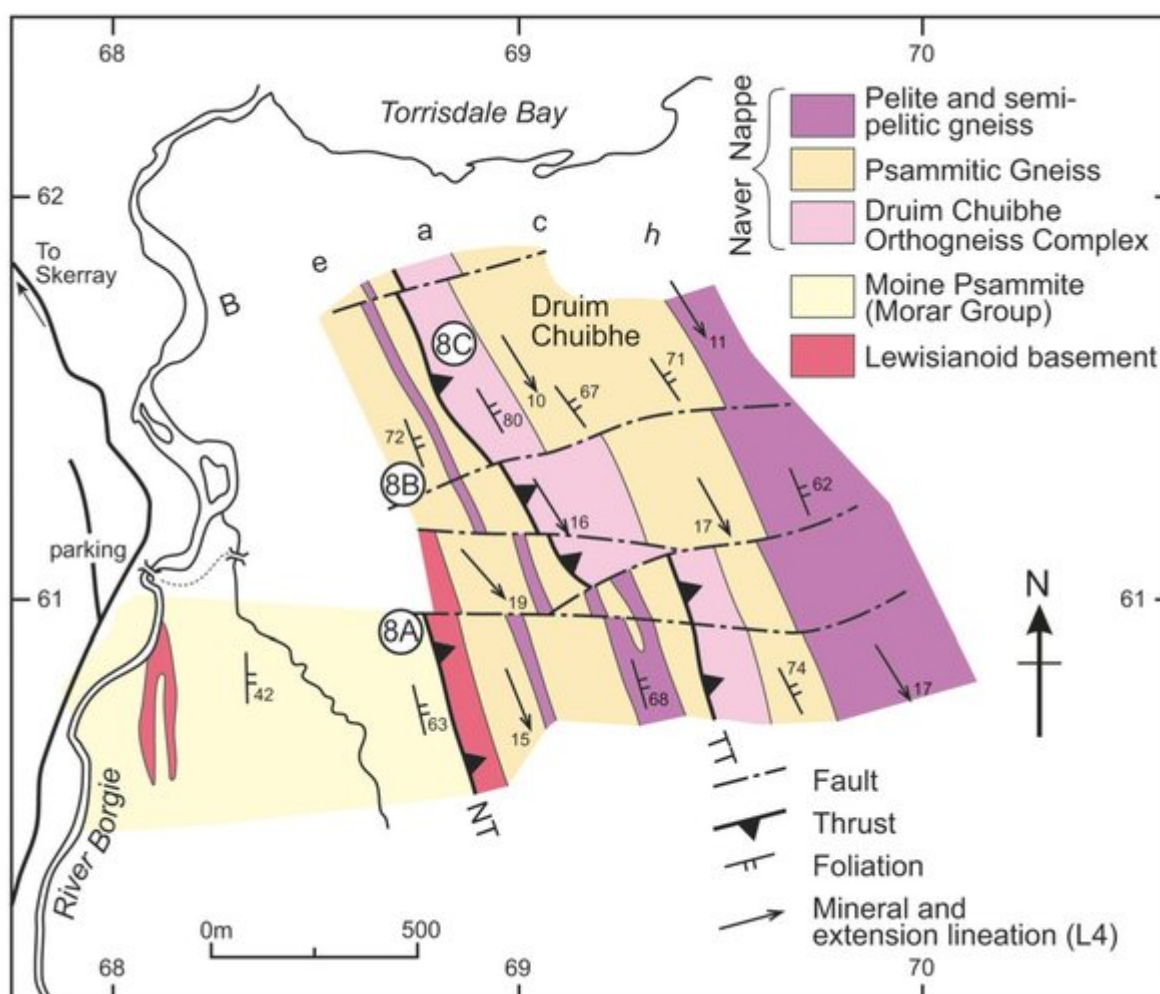 68
69
70
Torrisdale Bay
Naver Nappe
Pelite and semi-
pelitic gneiss
Psammitic Gneiss
Druim Chuibhe
Orthogneiss Complex
Moine Psammite
(Morar Group)
Lewisianoid basement
62
To
Skerray
B
e
a
c
h
Druim
Chuibhe
8C
11
71
10
67
80
72
8B
62
16
17
parking
61
61
N
19
8A
42
63
15
68
74
17
TT
NT
River Borgie
Fault
Thrust
Foliation
Mineral and
extension lineation (L4)
0m
500
68
69
70